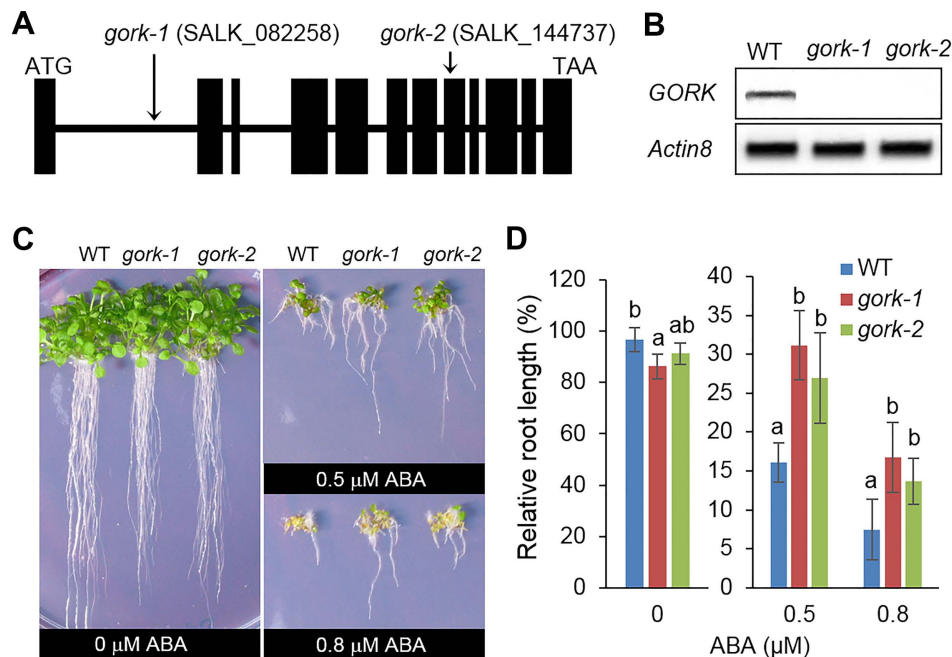 A
gork-1 (SALK_082258)
gork-2 (SALK_144737)
ATG
TAA
B
WT gork-1 gork-2
GORK
Actin8
C
WT gork-1 gork-2
WT gork-1 gork-2
0 µM ABA
0.5 µM ABA
0.8 µM ABA
D
Relative root length (%)
120
100
80
60
40
20
0
b a ab
0
40
35
30
25
20
15
10
5
0
WT
gork-1
gork-2
a b b
a b b
0.5 0.8
ABA (µM)